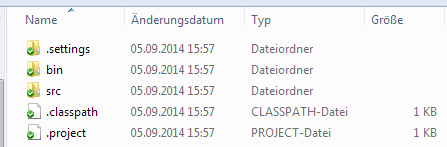 Name Änderungsdatum Typ Größe
.settings 05.09.2014 15:57 Dateiordner
bin 05.09.2014 15:57 Dateiordner
src 05.09.2014 15:57 Dateiordner
.classpath 05.09.2014 15:57 CLASSPATH-Datei 1 KB
.project 05.09.2014 15:57 PROJECT-Datei 1 KB